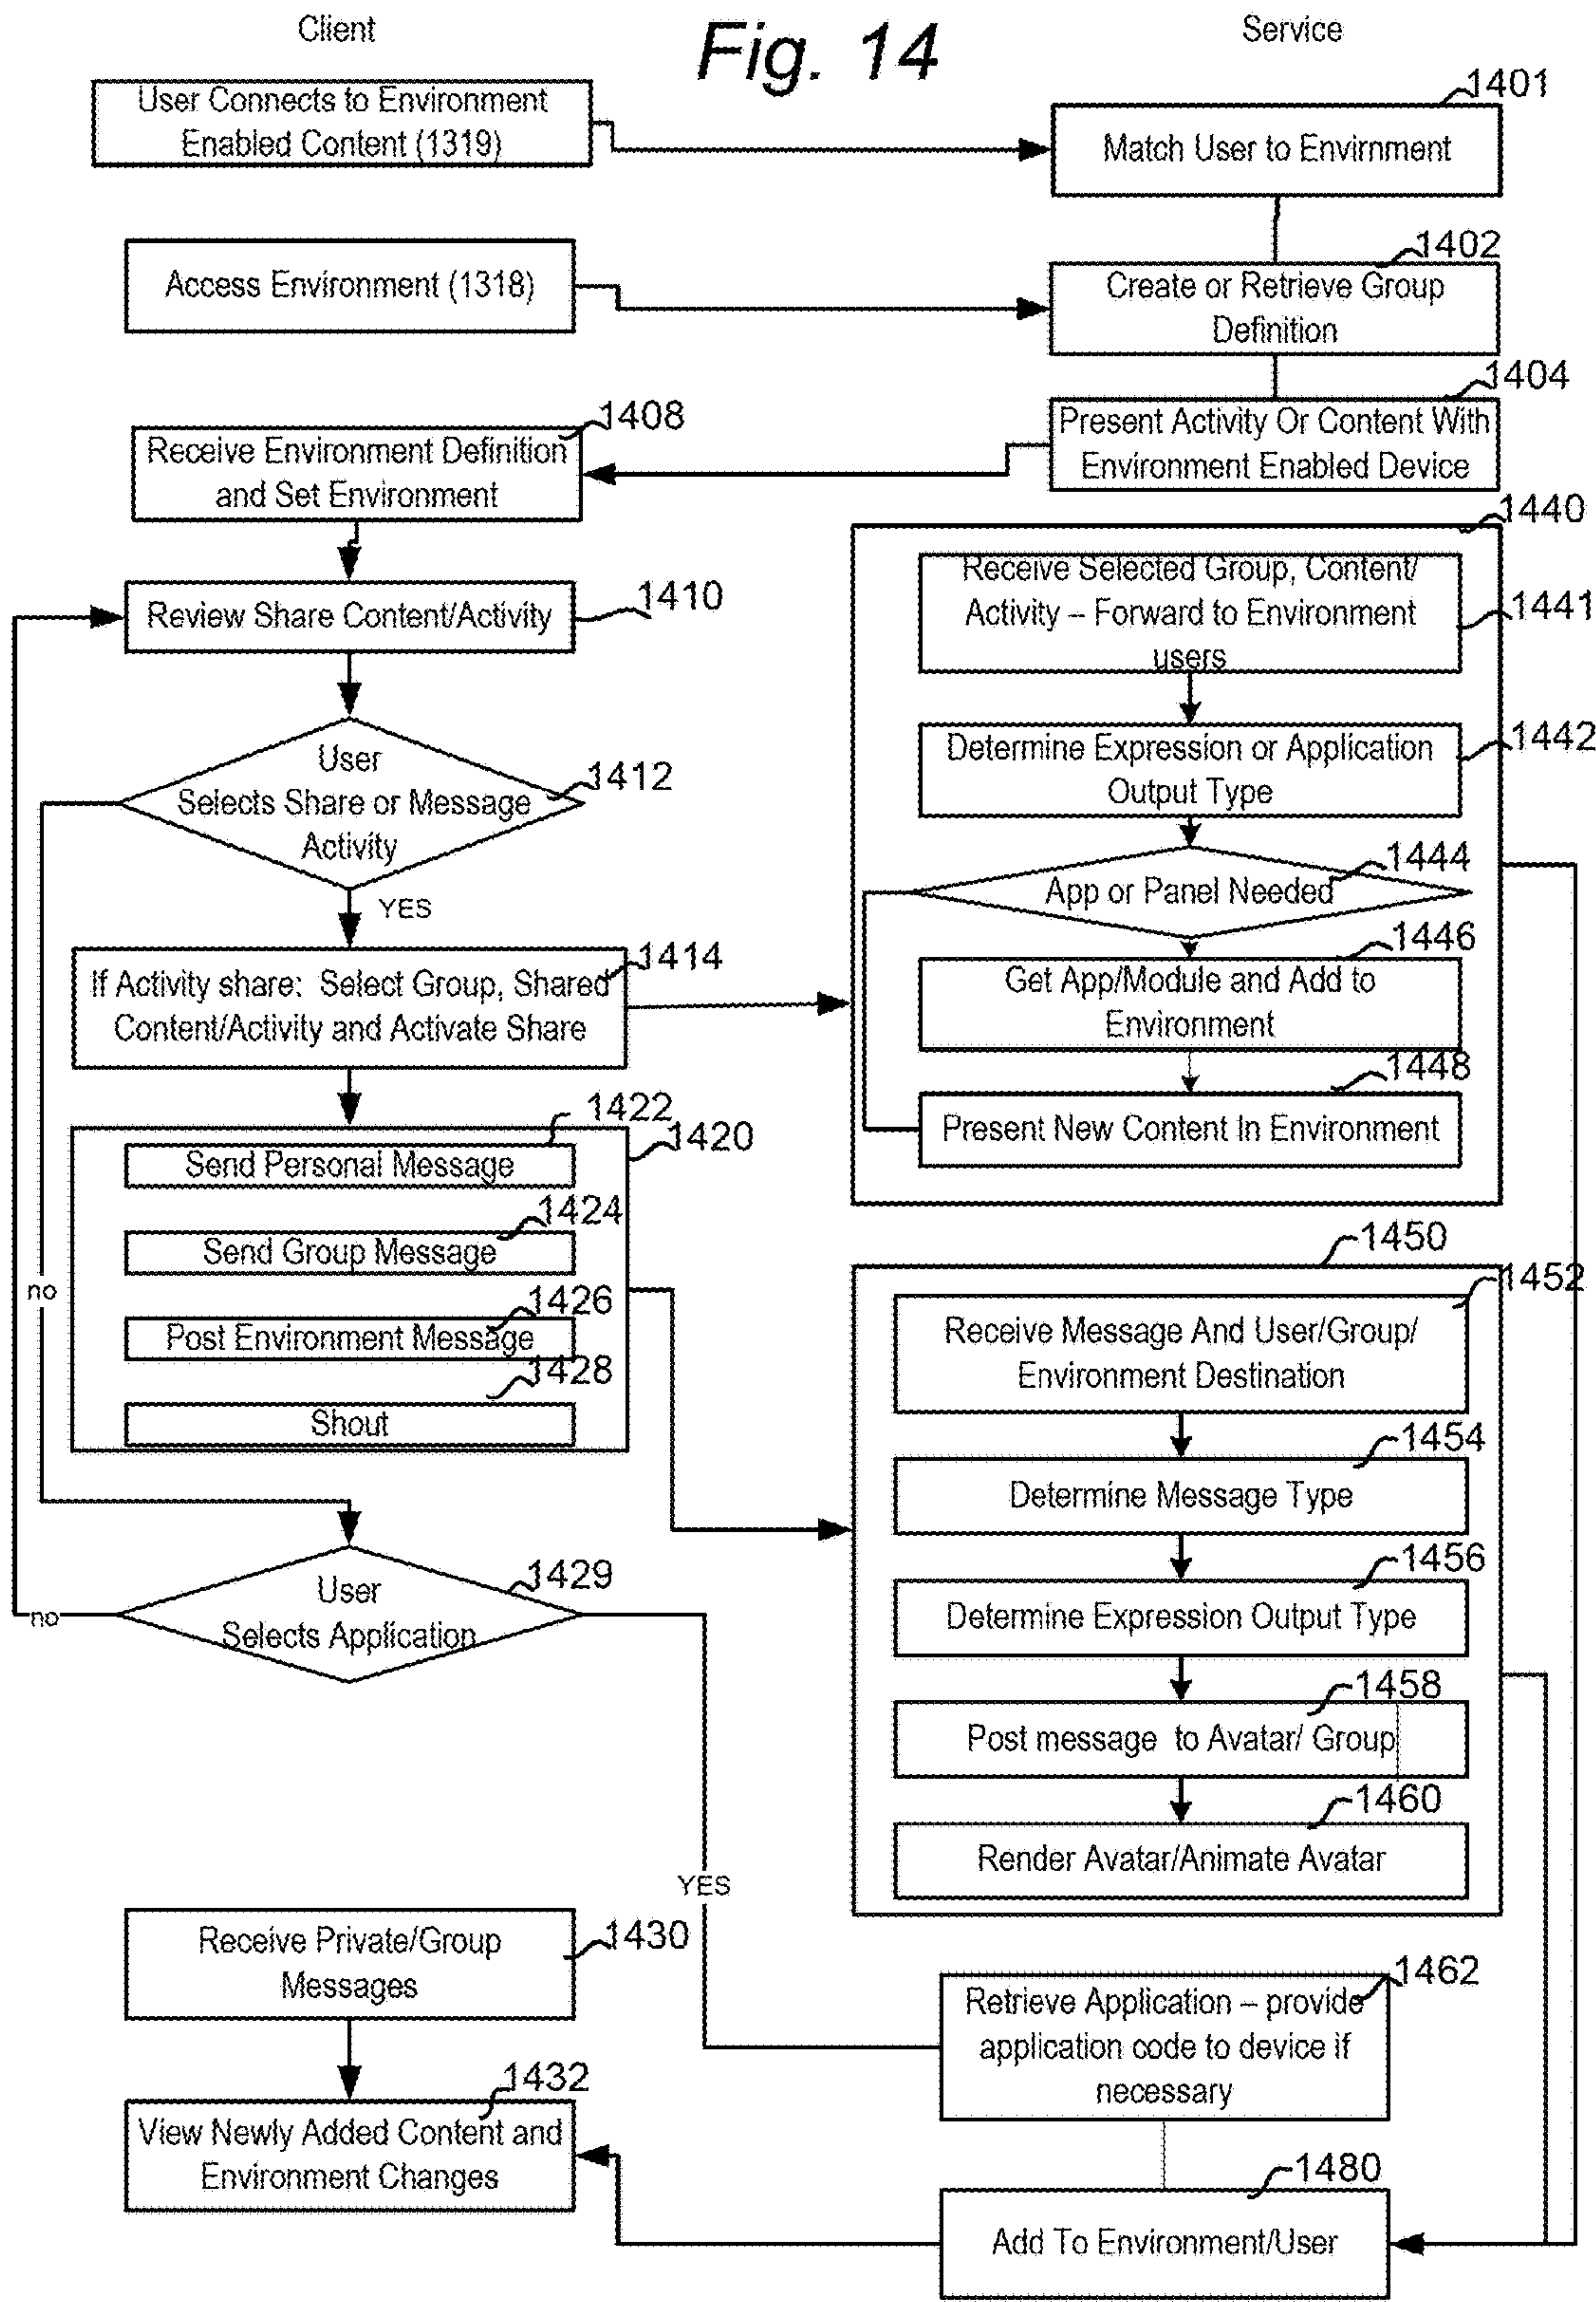 Client
Fig. 14
Service
User Connects to Environment
Enabled Content (1319)
1401
Match User to Envirnment
Access Environment (1318)
1402
Create or Retrieve Group
Definition
1404
Present Activity Or Content With
Environment Enabled Device
1408
Receive Environment Definition
and Set Environment
1410
Review Share Content/Activity
User
Selects Share or Message
Activity
1412
YES
no
1414
If Activity share: Select Group, Shared
Content/Activity and Activate Share
1422
1420
Send Personal Message
1424
Send Group Message
1426
Post Environment Message
1428
Shout
User
Selects Application
1429
no
YES
1440
Receive Selected Group, Content/
Activity – Forward to Environment
users
1441
Determine Expression or Application
Output Type
1442
App or Panel Needed
1444
1446
Get App/Module and Add to
Environment
1448
Present New Content In Environment
1450
1452
Receive Message And User/Group/
Environment Destination
1454
Determine Message Type
1456
Determine Expression Output Type
1458
Post message to Avatar/ Group
1460
Render Avatar/Animate Avatar
Receive Private/Group
Messages
1430
1432
View Newly Added Content and
Environment Changes
1462
Retrieve Application – provide
application code to device if
necessary
1480
Add To Environment/User